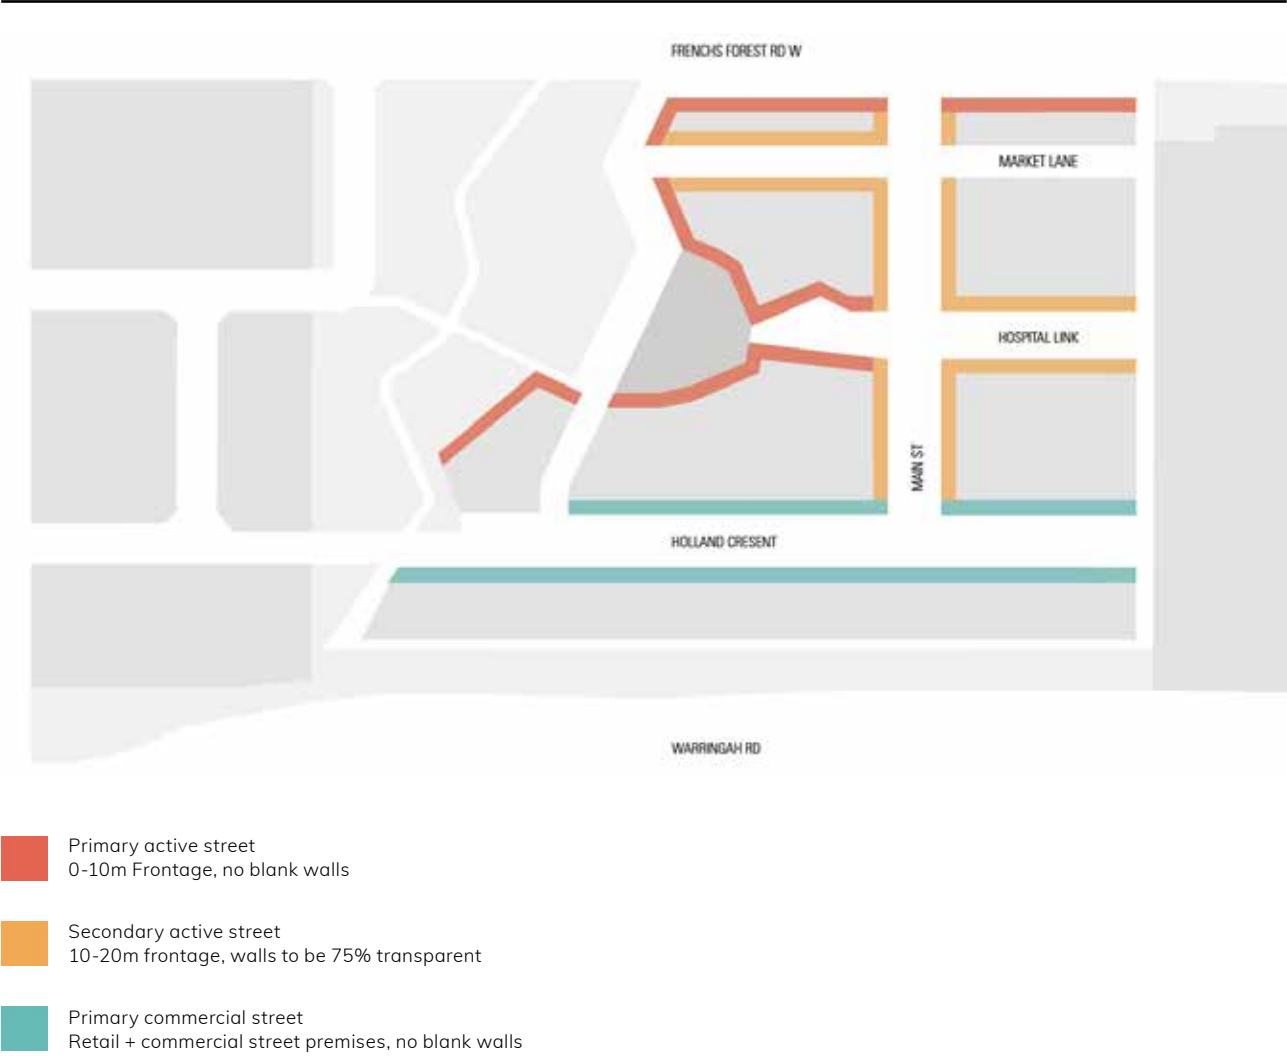 FRENCHS FOREST RD W
MARKET LANE
HOSPITAL LINK
MAIN ST
HOLLAND CRESENT
WARRINGAH RD
Primary active street
0-10m Frontage, no blank walls
Secondary active street
10-20m frontage, walls to be 75% transparent
Primary commercial street
Retail + commercial street premises, no blank walls